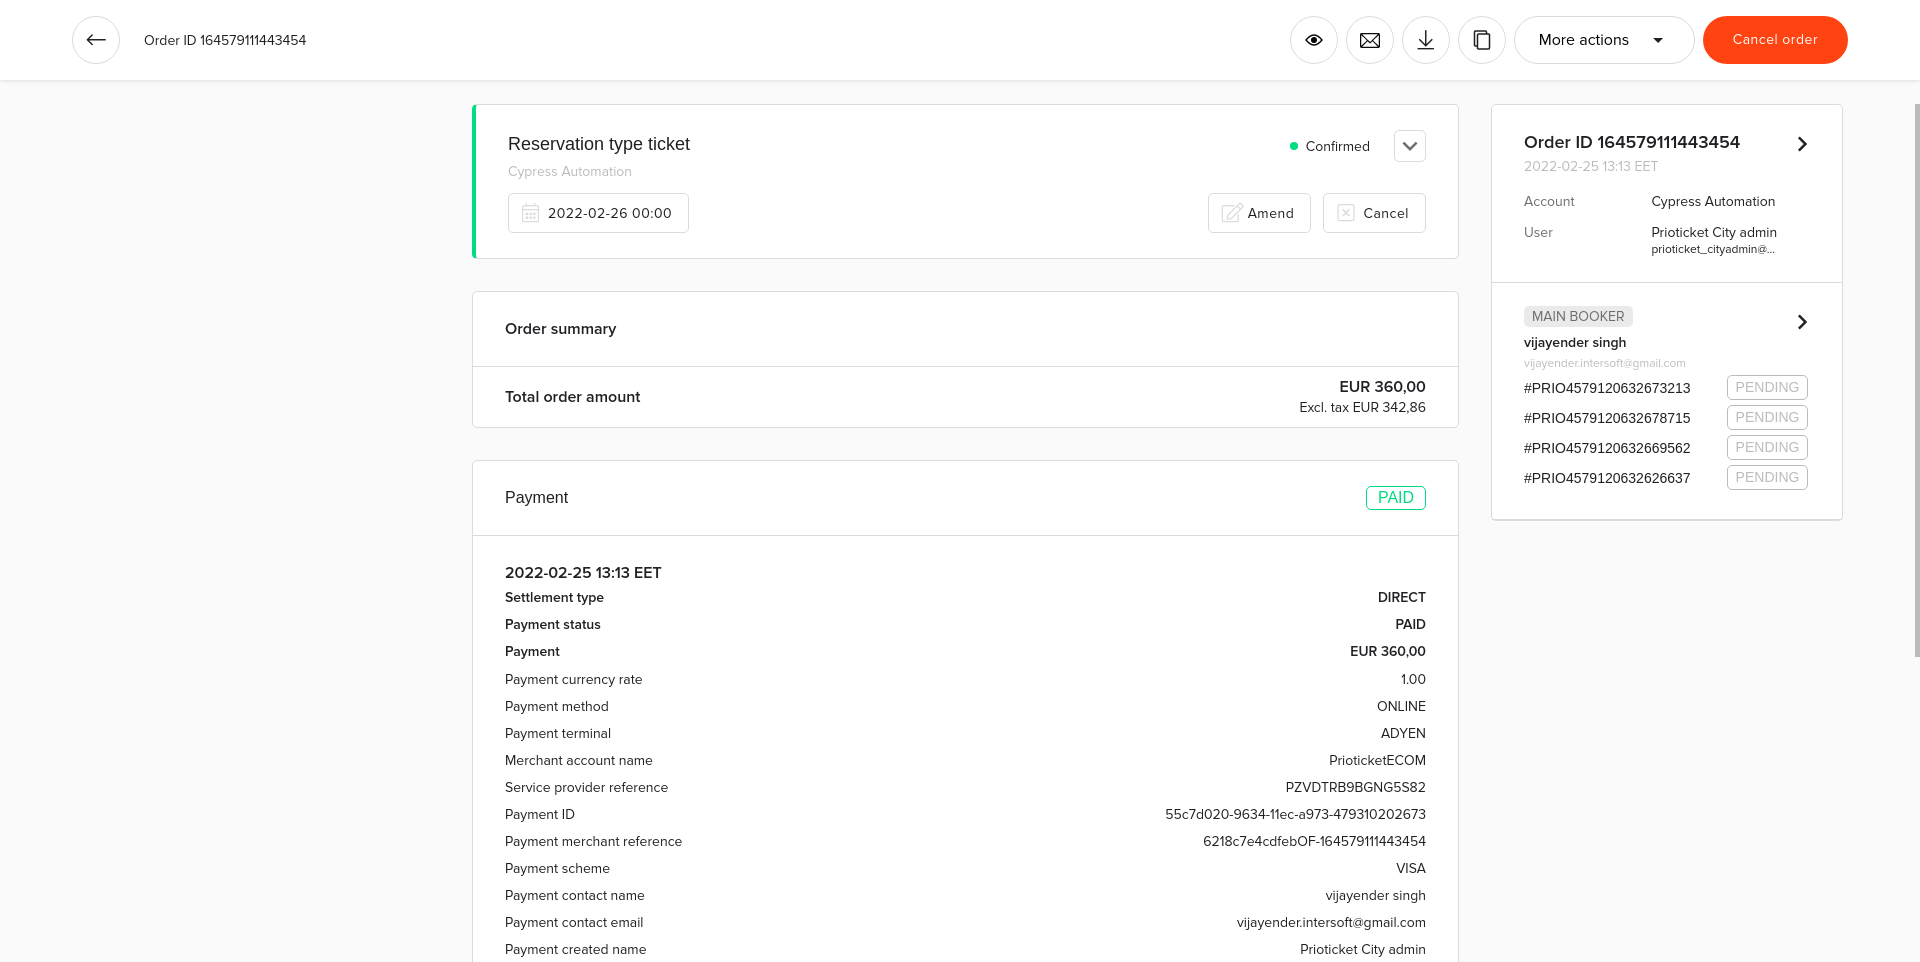 Order ID 164579111443454
More actions
Cancel order
Reservation type ticket
Confirmed
Cypress Automation
2022-02-26 00:00
Amend
Cancel
Order summary
Total order amount
EUR 360,00
Excl. tax EUR 342,86
Payment
PAID
2022-02-25 13:13 EET
Settlement type
DIRECT
Payment status
PAID
Payment
EUR 360,00
Payment currency rate
1.00
Payment method
ONLINE
Payment terminal
ADYEN
Merchant account name
PrioticketECOM
Service provider reference
PZVDTRB9BGNG5S82
Payment ID
55c7d020-9634-11ec-a973-479310202673
Payment merchant reference
6218c7e4cdfebOF-164579111443454
Payment scheme
VISA
Payment contact name
vijayender singh
Payment contact email
vijayender.intersoft@gmail.com
Payment created name
Prioticket City admin
Order ID 164579111443454
2022-02-25 13:13 EET
Account
Cypress Automation
User
Prioticket City admin
prioticket_cityadmin@...
MAIN BOOKER
vijayender singh
vijayender.intersoft@gmail.com
#PRIO4579120632673213
PENDING
#PRIO4579120632678715
PENDING
#PRIO4579120632669562
PENDING
#PRIO4579120632626637
PENDING